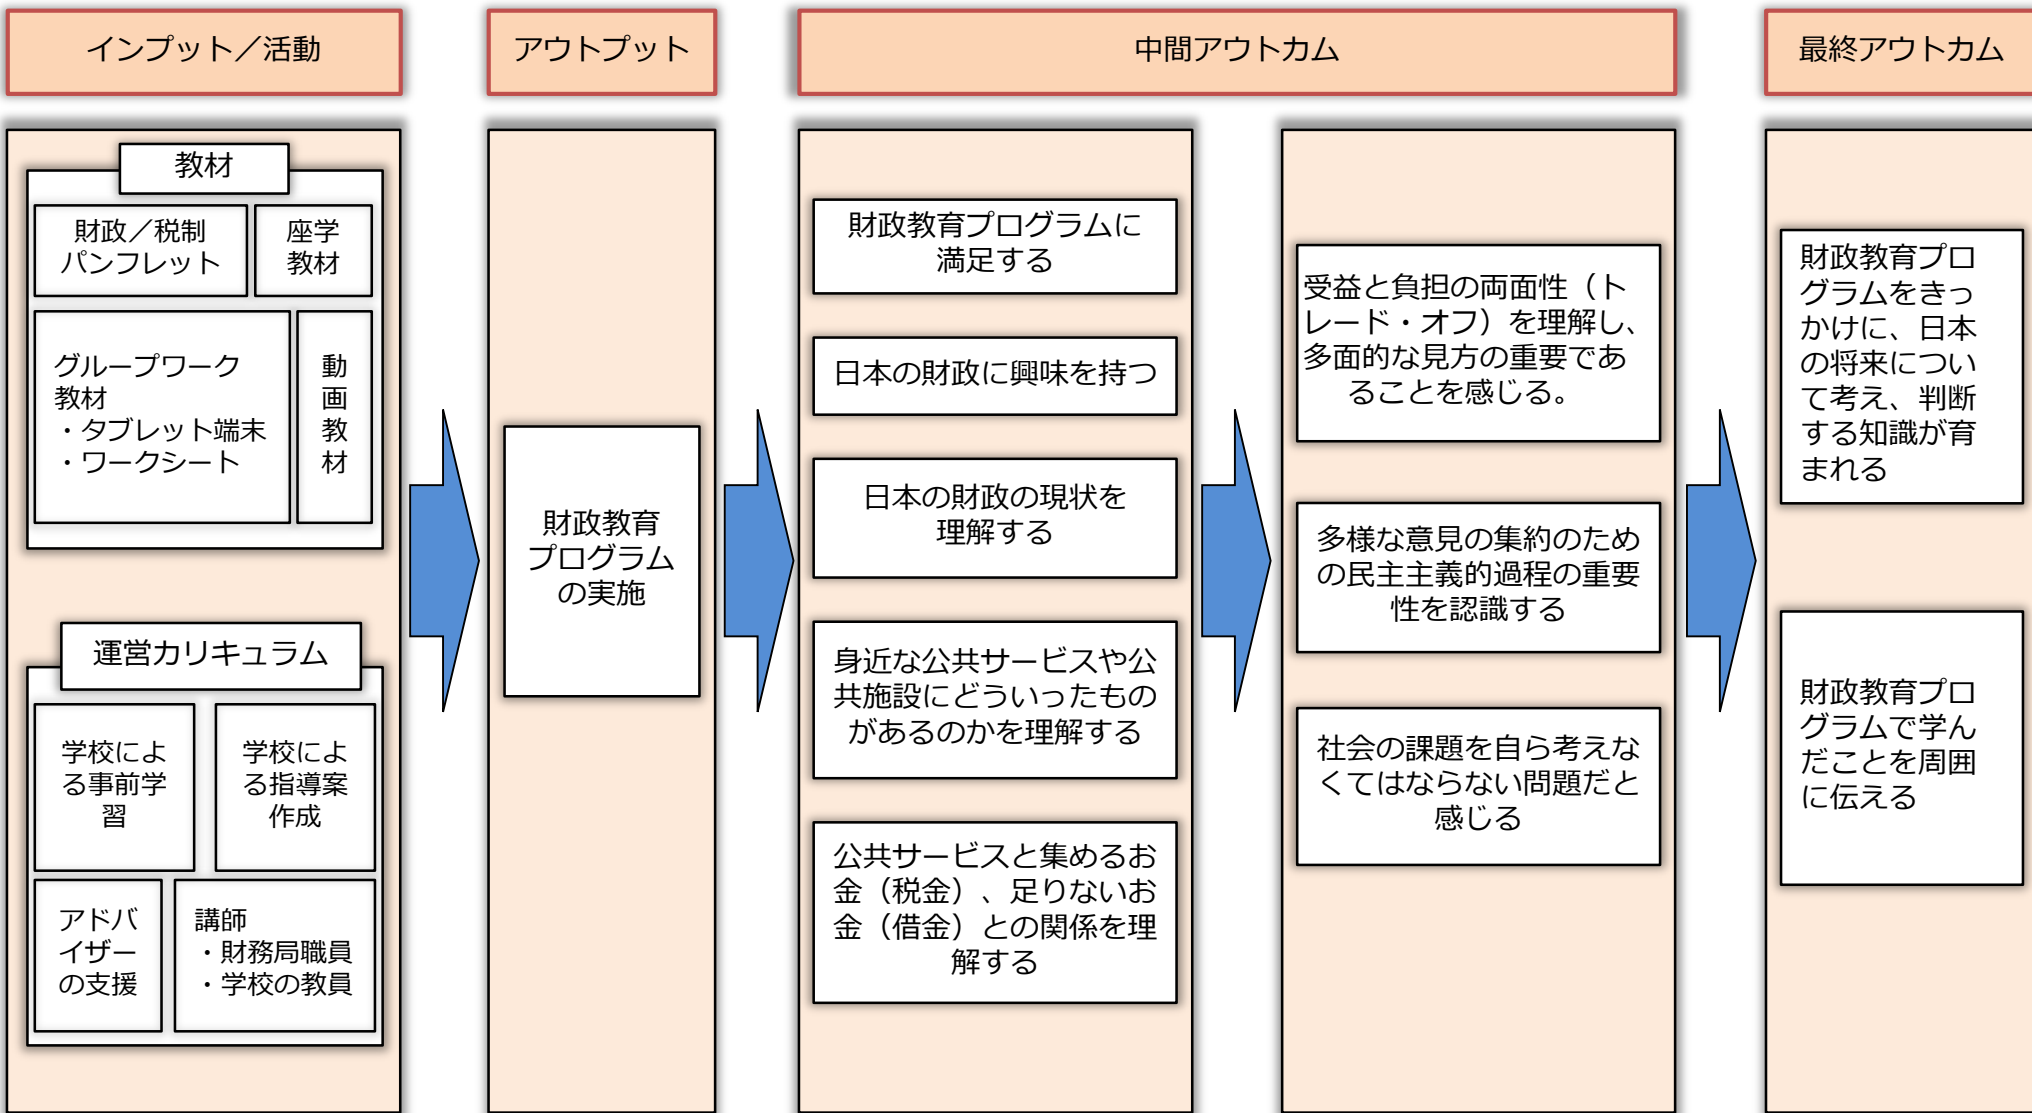 インプット／活動
アウトプット
中間アウトカム
最終アウトカム
教材
財政／税制
パンフレット
座学
教材
グループワーク
教材
・タブレット端末
・ワークシート
動
画
教
材
運営カリキュラム
学校によ
る事前学
習
学校によ
る指導案
作成
アドバ
イザー
の支援
講師
・財務局職員
・学校の教員
財政教育
プログラム
の実施
財政教育プログラムに
満足する
日本の財政に興味を持つ
日本の財政の現状を
理解する
身近な公共サービスや公
共施設にどういったもの
があるのかを理解する
公共サービスと集めるお
金（税金）、足りないお
金（借金）との関係を理
解する
受益と負担の両面性（ト
レード・オフ）を理解し、
多面的な見方の重要であ
ることを感じる。
多様な意見の集約のため
の民主主義的過程の重要
性を認識する
社会の課題を自ら考えな
くてはならない問題だと
感じる
財政教育プロ
グラムをきっ
かけに、日本
の将来につい
て考え、判断
する知識が育
まれる
財政教育プロ
グラムで学ん
だことを周囲
に伝える